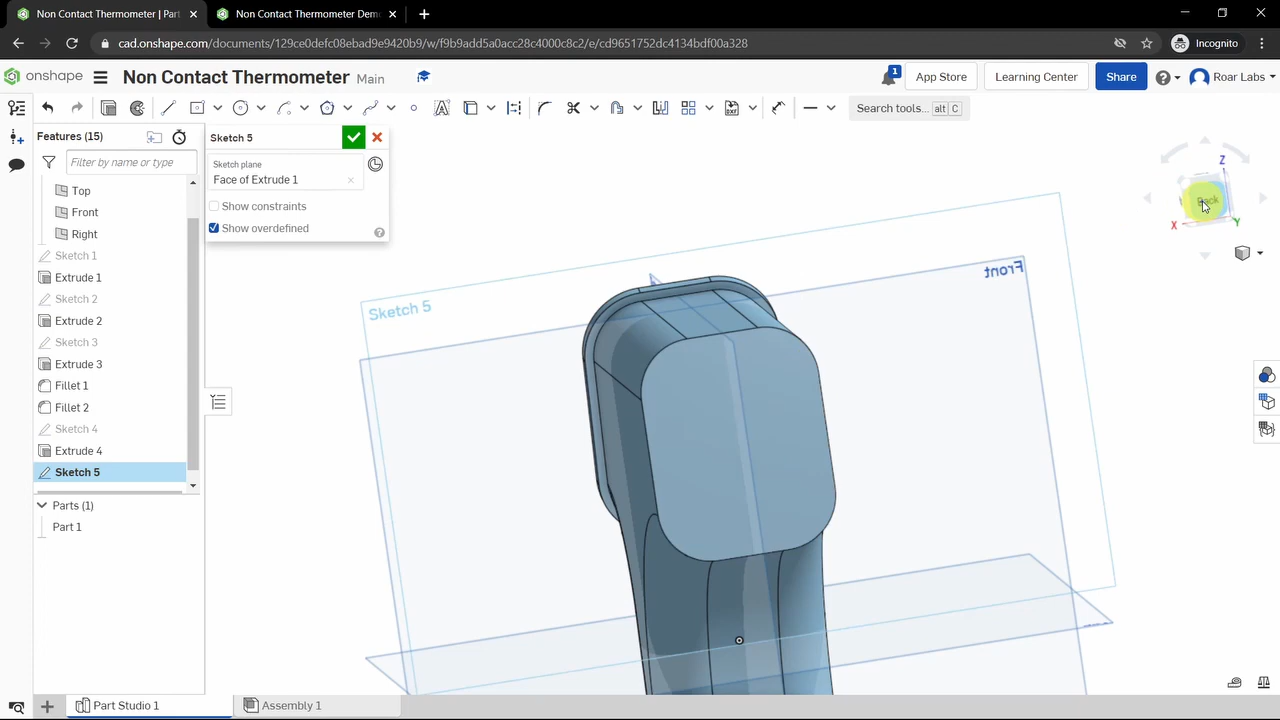 Non Contact Thermometer | Part
Non Contact Thermometer Demo
cad.onshape.com/documents/129ce0defc08ebad9e9420b9/w/f9b9add5a0acc28c4000c8c2/e/cd9651752dc4134bdf00a328
Incognito
onshape
Non Contact Thermometer Main
1
App Store
Learning Center
Share
Roar Labs
Search tools... alt C
Features (15)
Filter by name or type
Top
Front
Right
Sketch 1
Extrude 1
Sketch 2
Extrude 2
Sketch 3
Extrude 3
Fillet 1
Fillet 2
Sketch 4
Extrude 4
Sketch 5
Parts (1)
Part 1
Sketch 5
Sketch plane
Face of Extrude 1
Show constraints
Show overdefined
Sketch 5
Front
Z
Back
X
Y
Part Studio 1
Assembly 1